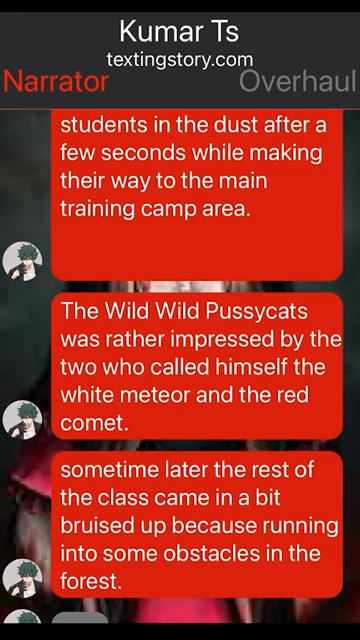 Kumar Ts
textingstory.com
Narrator Overhaul
students in the dust after a
few seconds while making
their way to the main
training camp area.
The Wild Wild Pussycats
was rather impressed by the
two who called himself the
white meteor and the red
comet.
sometime later the rest of
the class came in a bit
bruised up because running
into some obstacles in the
forest.